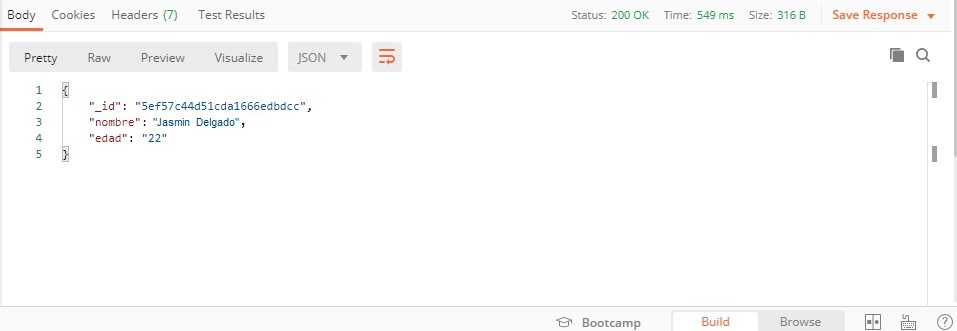 Body Cookies Headers (7) Test Results Status: 200 OK Time: 549 ms Size: 316 B Save Response
Pretty Raw Preview Visualize JSON
1 {
2 "_id": "5ef57c44d51cda1666edbdcc",
3 "nombre": "Jasmin Delgado",
4 "edad": "22"
5 }
Bootcamp Build Browse